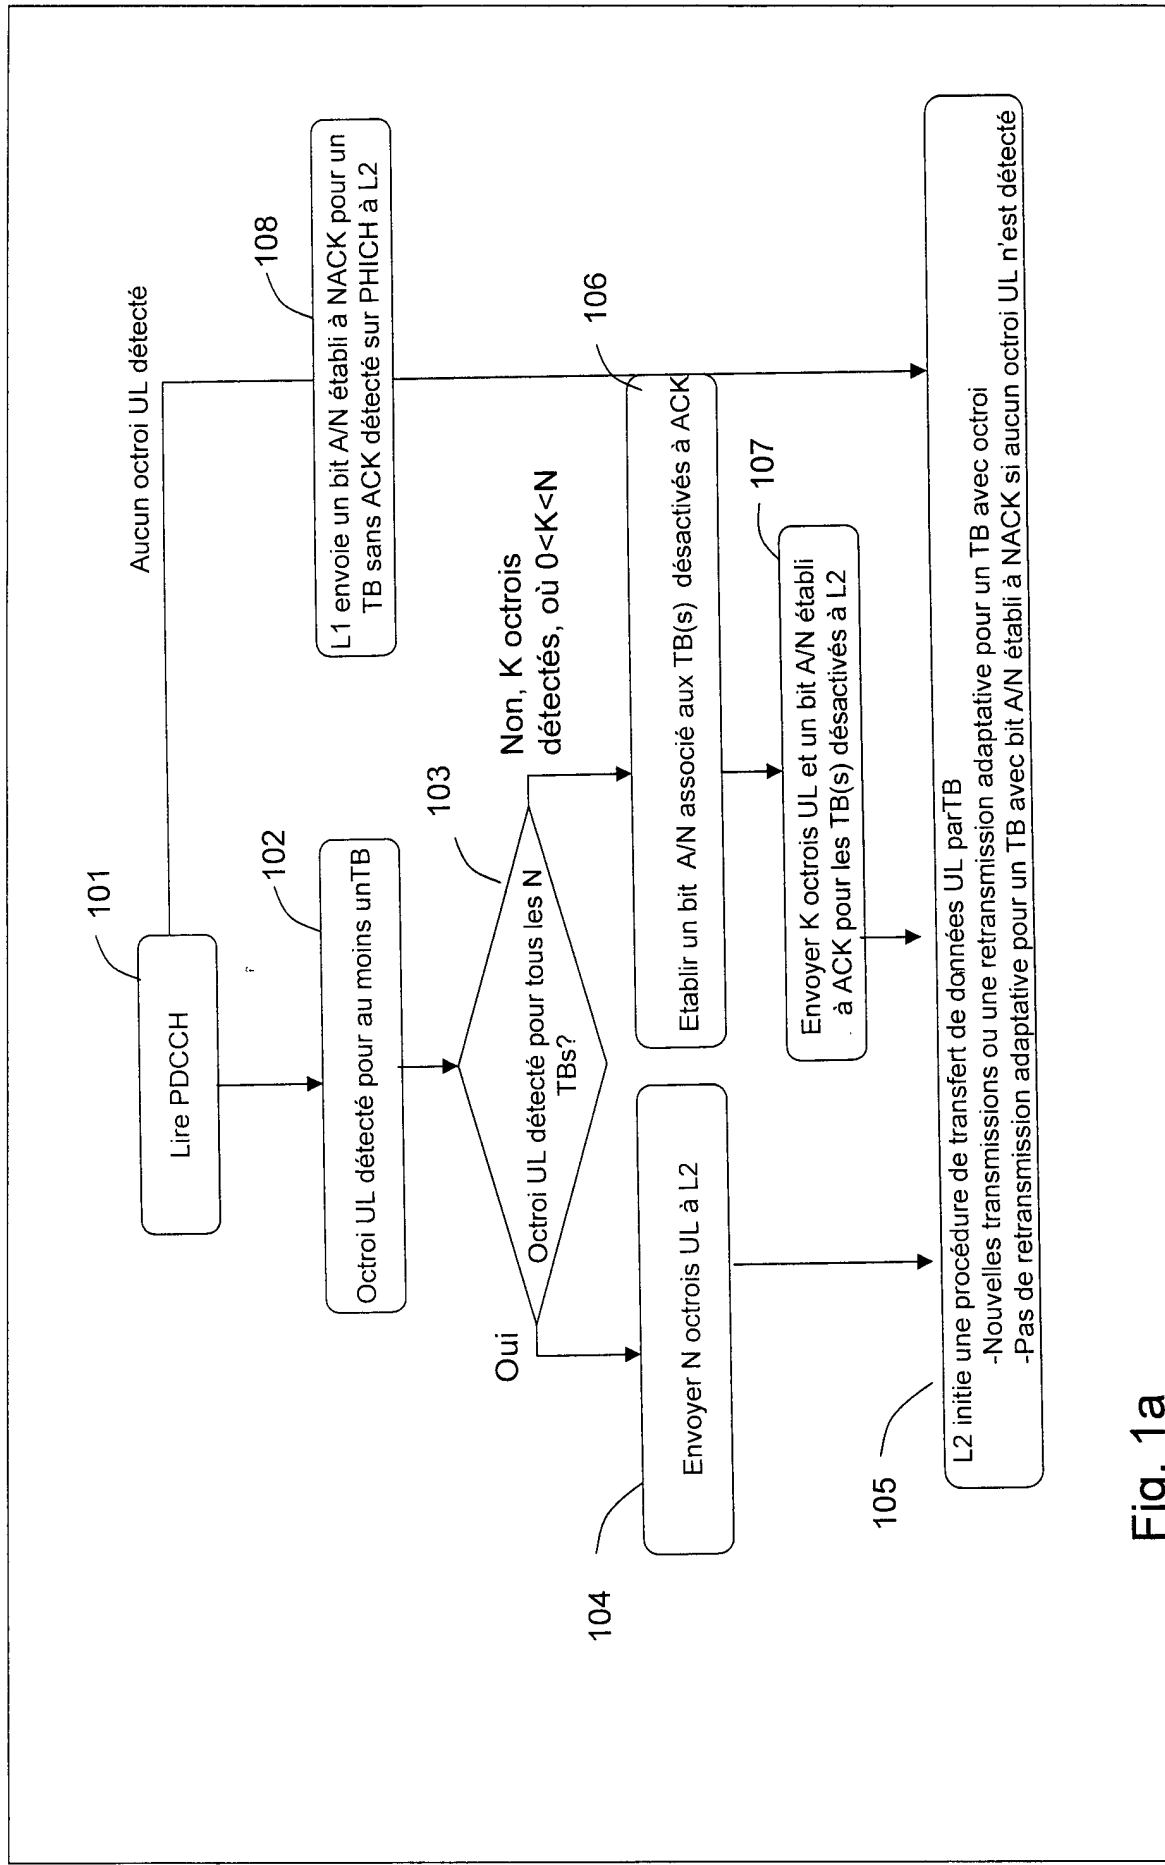 101
Lire PDCCH
Aucun octroi UL détecté
102
Octroi UL détecté pour au moins unTB
108
L1 envoie un bit A/N établi à NACK pour un
TB sans ACK détecté sur PHICH à L2
103
Octroi UL détecté pour tous les N
TBs?
Oui
Non, K octrois
détectés, où 0<K<N
104
Envoyer N octrois UL à L2
106
Etablir un bit A/N associé aux TB(s) désactivés à ACK
107
Envoyer K octrois UL et un bit A/N établi
à ACK pour les TB(s) désactivés à L2
105
L2 initie une procédure de transfert de données UL parTB
-Nouvelles transmissions ou une retransmission adaptative pour un TB avec octroi
-Pas de retransmission adaptative pour un TB avec bit A/N établi à NACK si aucun octroi UL n'est détecté
Fig. 1a